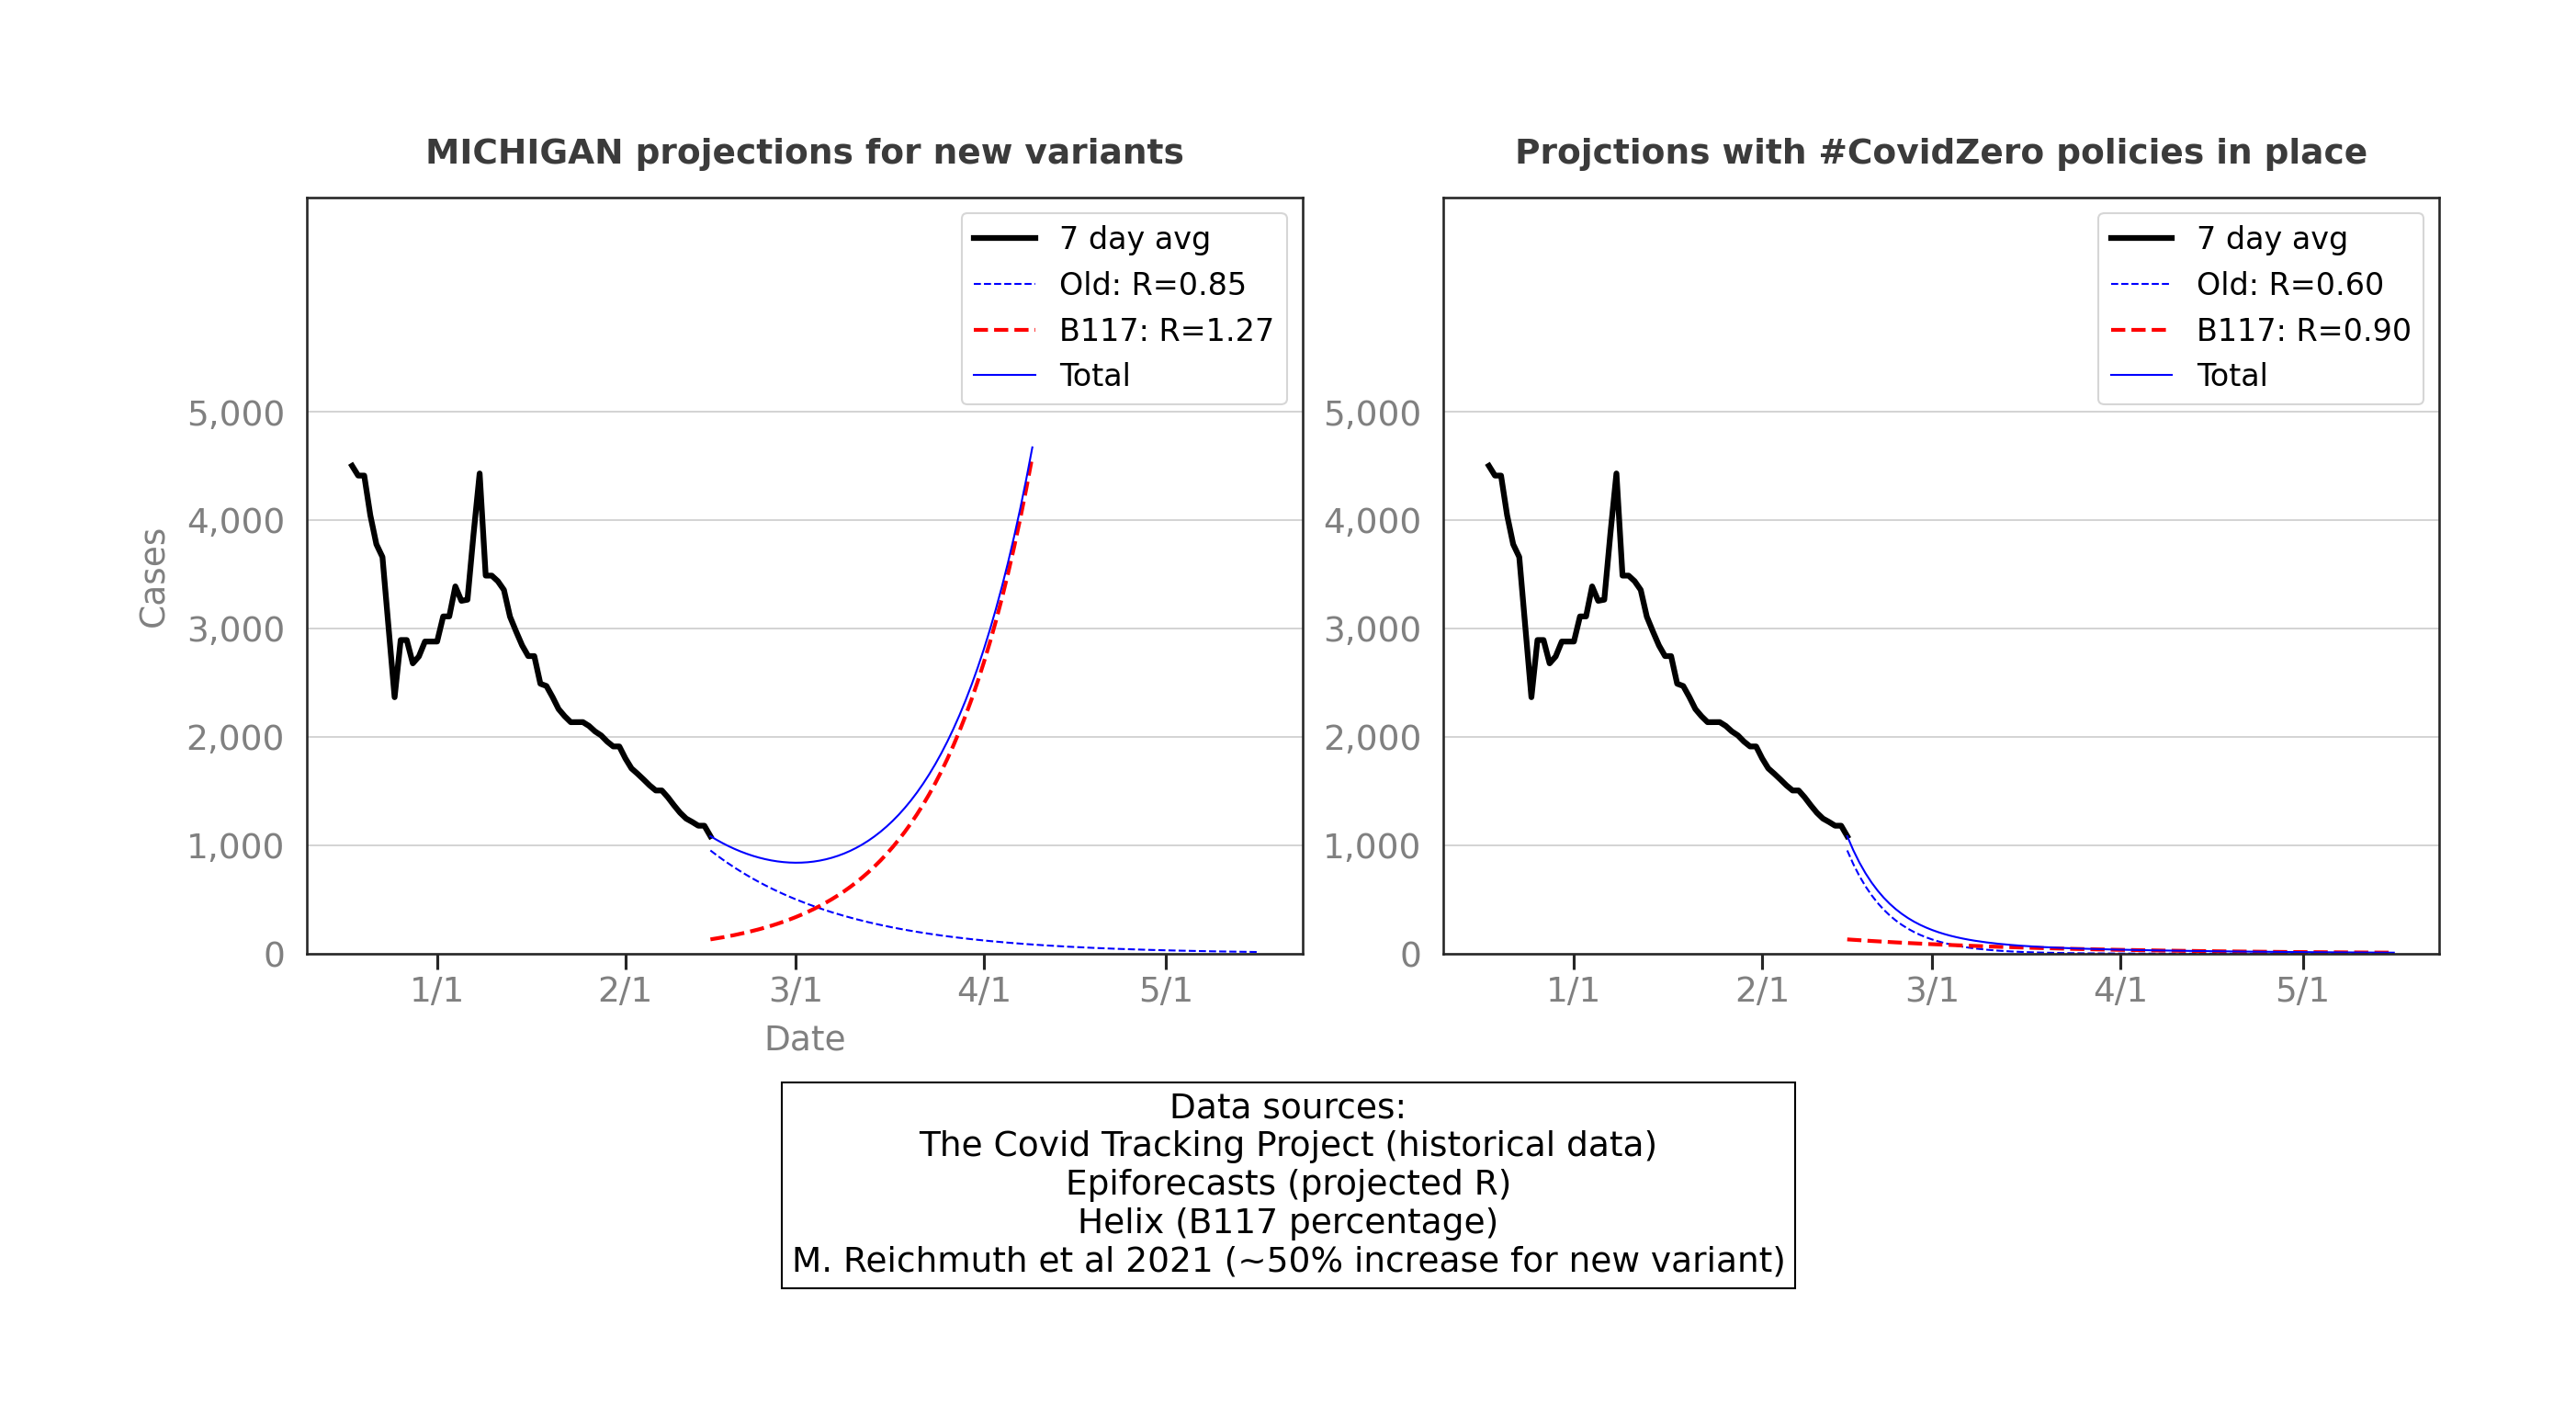 MICHIGAN projections for new variants
7 day avg
Old: R=0.85
B117: R=1.27
Total
5,000
4,000
3,000
2,000
1,000
0
Cases
1/1
2/1
3/1
4/1
5/1
Date
Projctions with #CovidZero policies in place
7 day avg
Old: R=0.60
B117: R=0.90
Total
5,000
4,000
3,000
2,000
1,000
0
1/1
2/1
3/1
4/1
5/1
Data sources:
The Covid Tracking Project (historical data)
Epiforecasts (projected R)
Helix (B117 percentage)
M. Reichmuth et al 2021 (~50% increase for new variant)